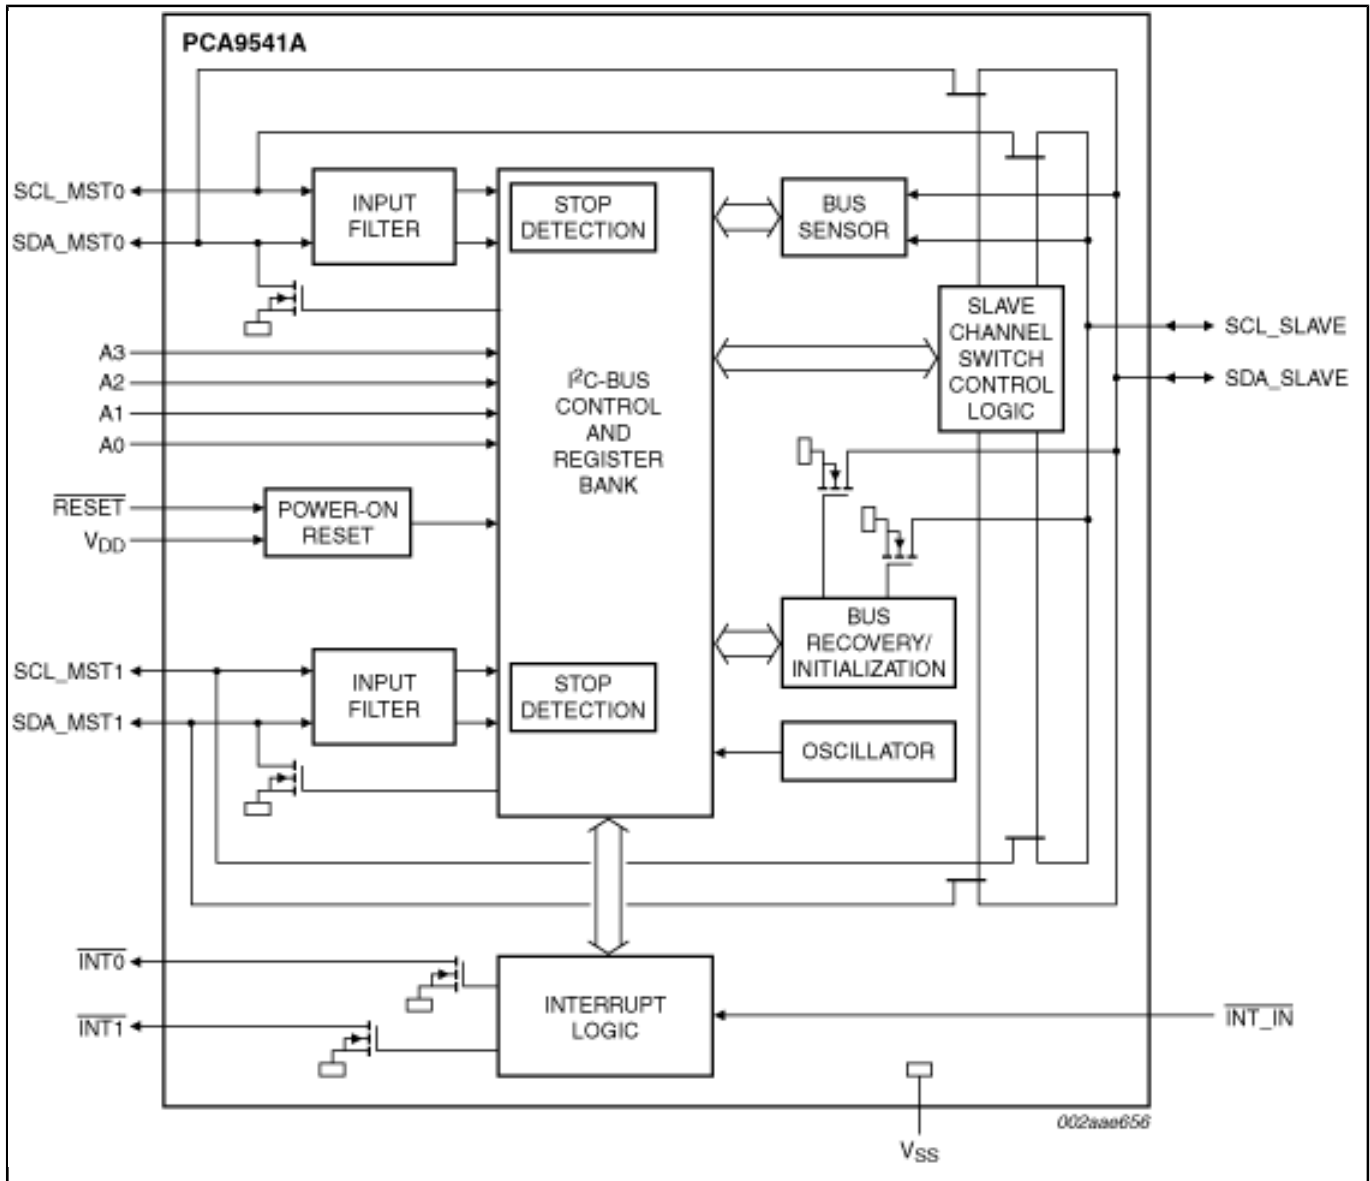 PCA9541A
SCL_MST0
SDA_MST0
INPUT
FILTER
STOP
DETECTION
BUS
SENSOR
A3
A2
A1
A0
I²C-BUS
CONTROL
AND
REGISTER
BANK
SLAVE
CHANNEL
SWITCH
CONTROL
LOGIC
SCL_SLAVE
SDA_SLAVE
RESET
VDD
POWER-ON
RESET
BUS
RECOVERY/
INITIALIZATION
SCL_MST1
SDA_MST1
INPUT
FILTER
STOP
DETECTION
OSCILLATOR
INT0
INT1
INTERRUPT
LOGIC
INT_IN
002aae656
VSS